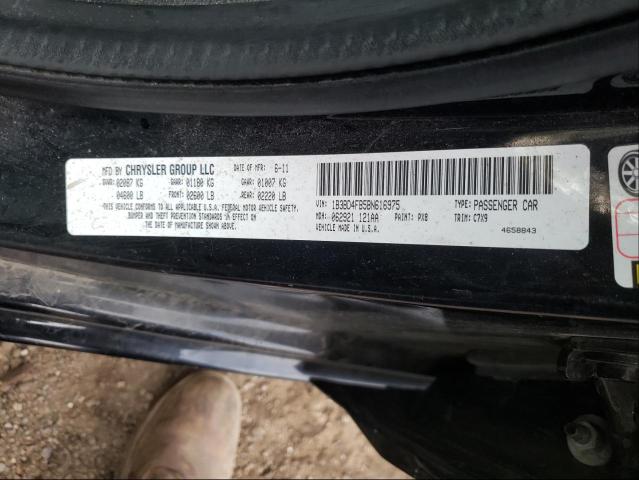 MFD BY CHRYSLER GROUP LLC DATE OF MFR: 6-11
GVWR: 02087 KG GAWR: 01180 KG GAWR: 01007 KG
04600 LB FRONT: 02600 LB REAR: 02220 LB
THIS VEHICLE CONFORMS TO ALL APPLICABLE U.S.A. FEDERAL MOTOR VEHICLE SAFETY,
BUMPER AND THEFT PREVENTION STANDARDS IN EFFECT ON
THE DATE OF MANUFACTURE SHOWN ABOVE.
VIN: 1B3BD4FB5BN616975 TYPE: PASSENGER CAR
MDH: 062921 121AA PAINT: PX8 TRIM: C7X9
VEHICLE MADE IN U.S.A. 4658843